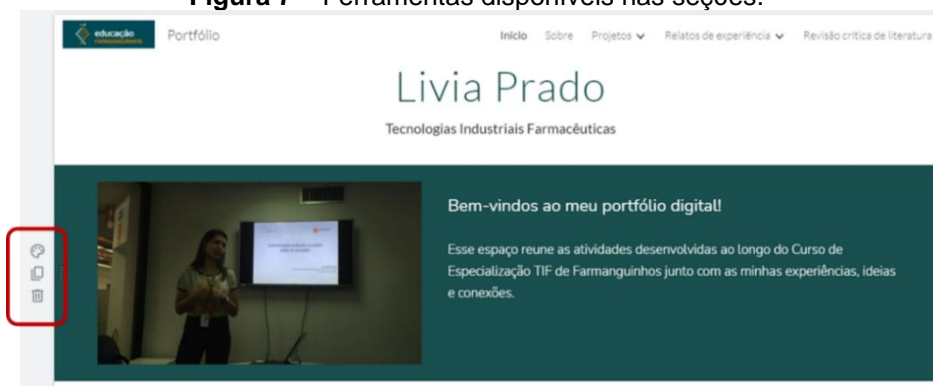 Figura 7 – Ferramentas disponíveis nas seções.
educação
FARMANGUINHOS
Portfólio
Início Sobre Projetos Relatos de experiência Revisão crítica de literatura
Livia Prado
Tecnologias Industriais Farmacêuticas
Bem-vindos ao meu portfólio digital!
Esse espaço reune as atividades desenvolvidas ao longo do Curso de
Especialização TIF de Farmanguinhos junto com as minhas experiências, ideias
e conexões.